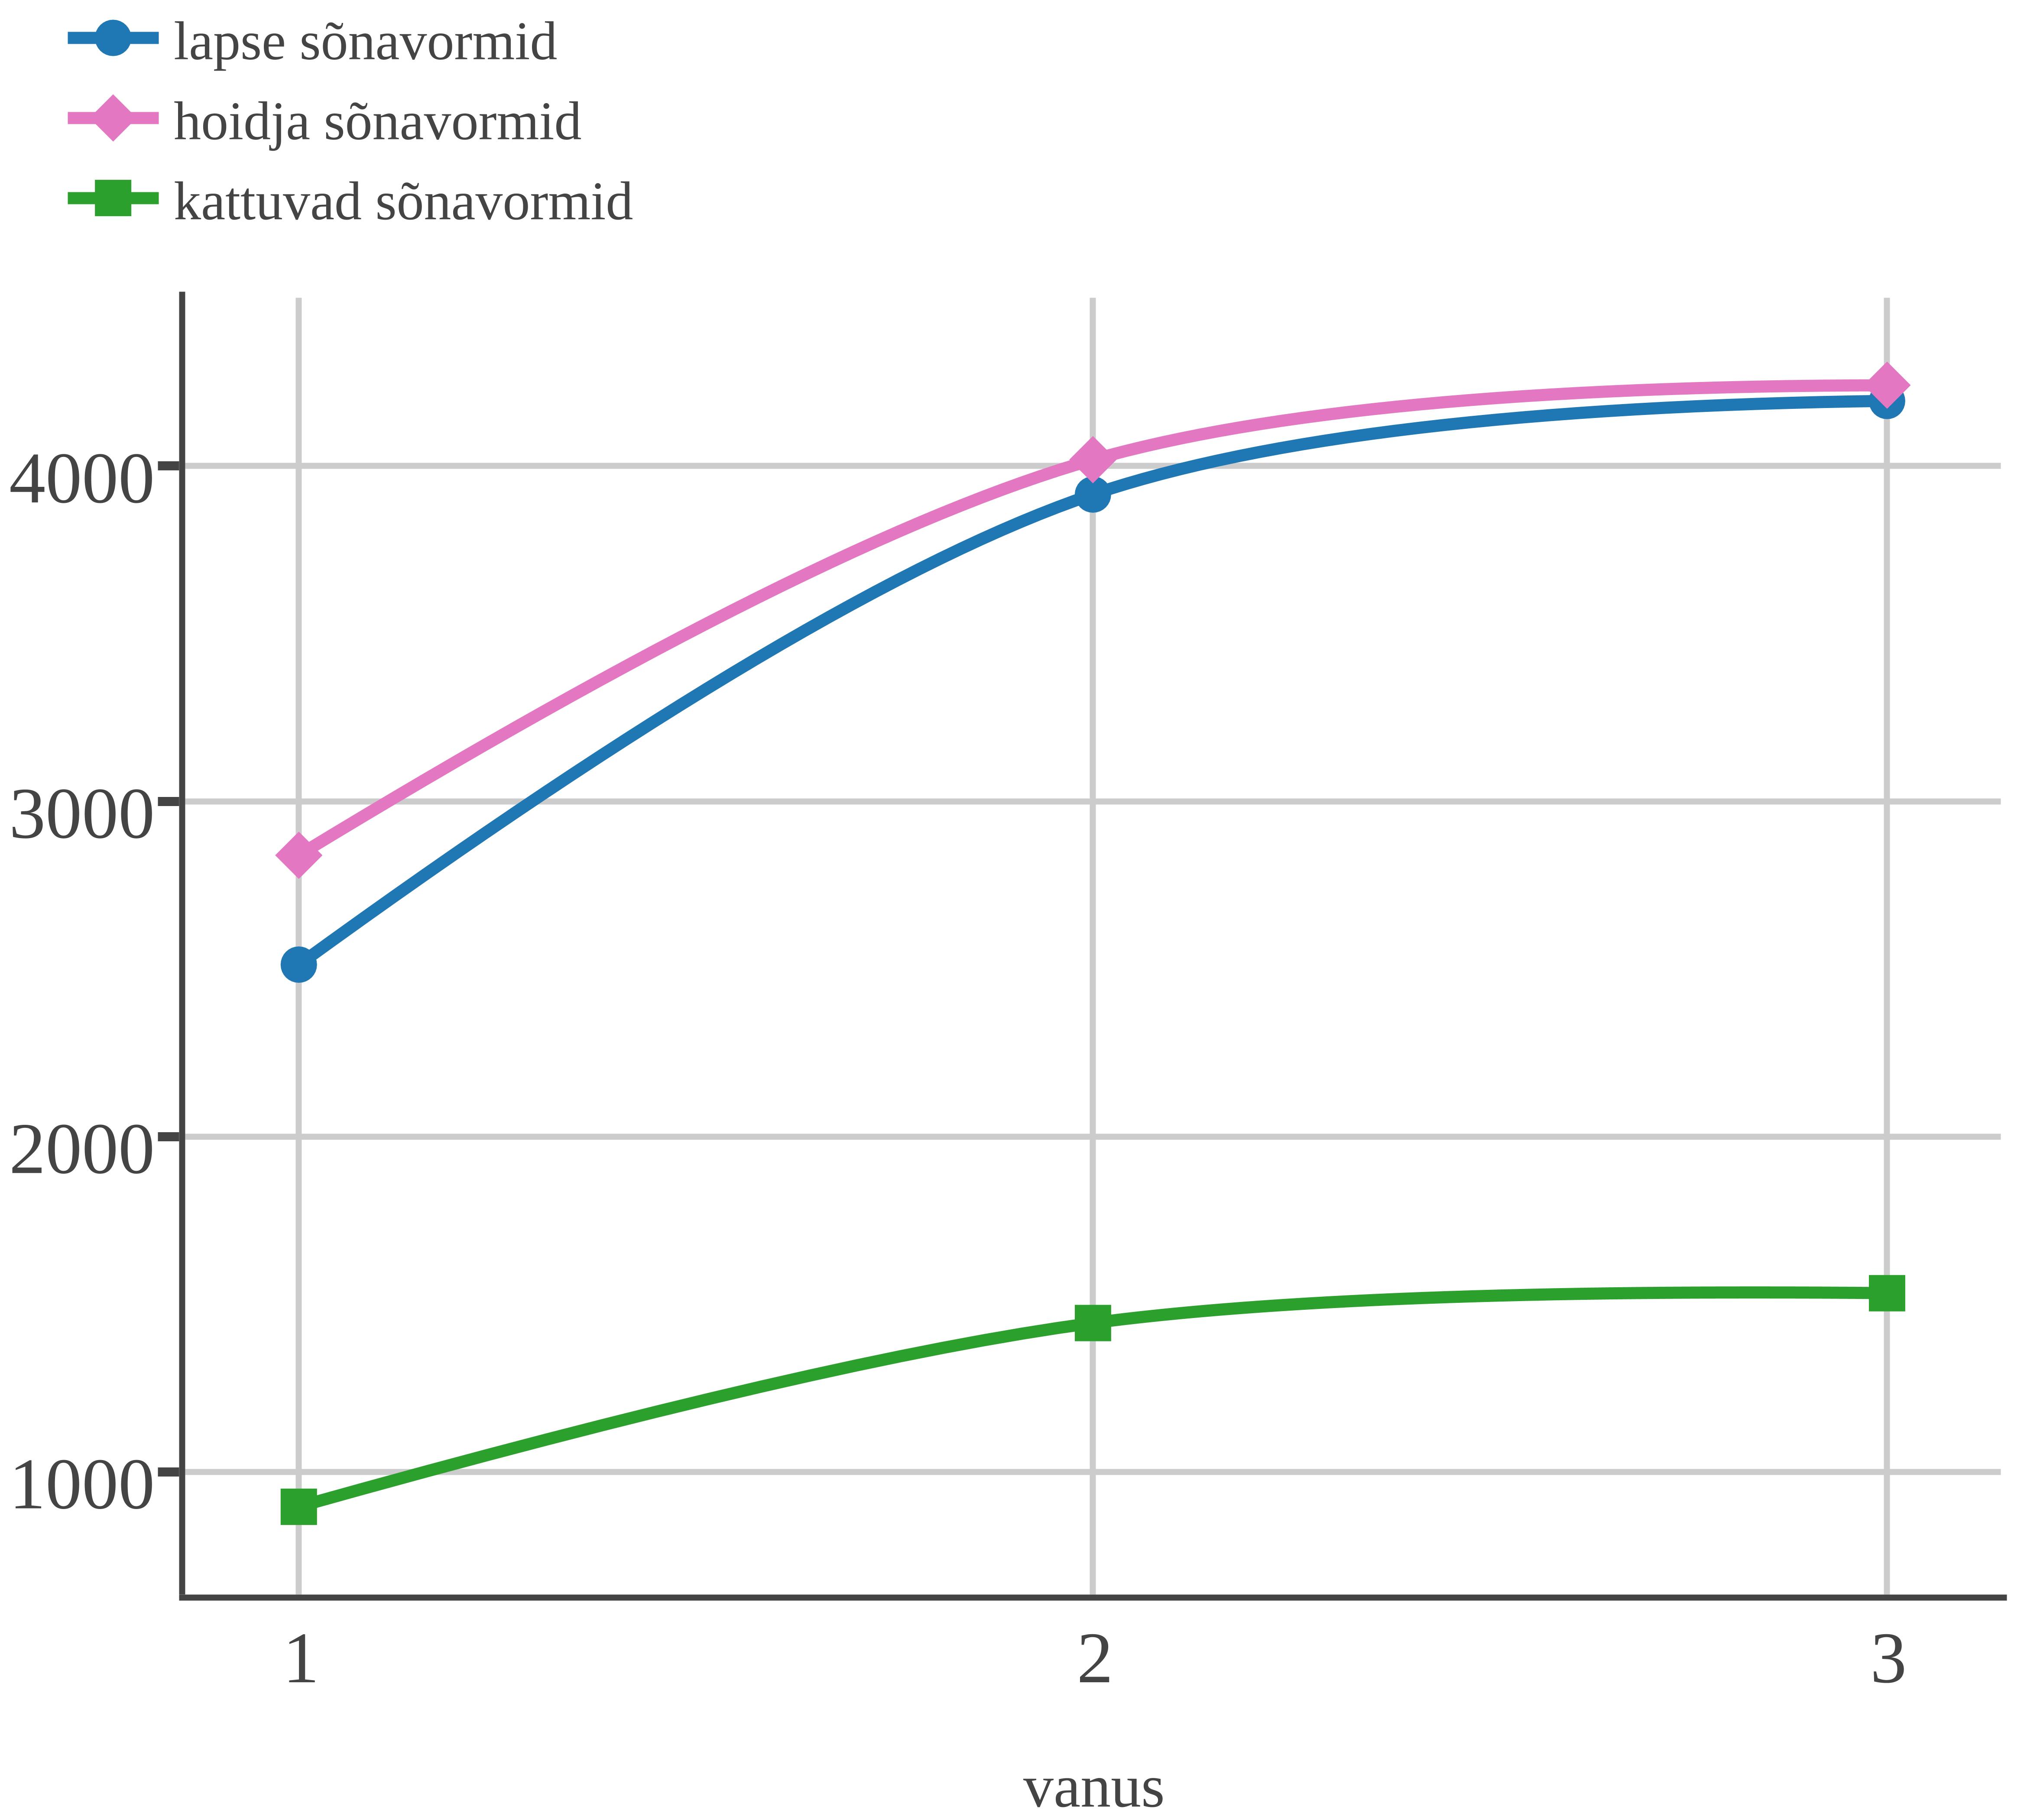 lapse sõnavormid
hoidja sõnavormid
kattuvad sõnavormid
4000
3000
2000
1000
1 2 3
vanus